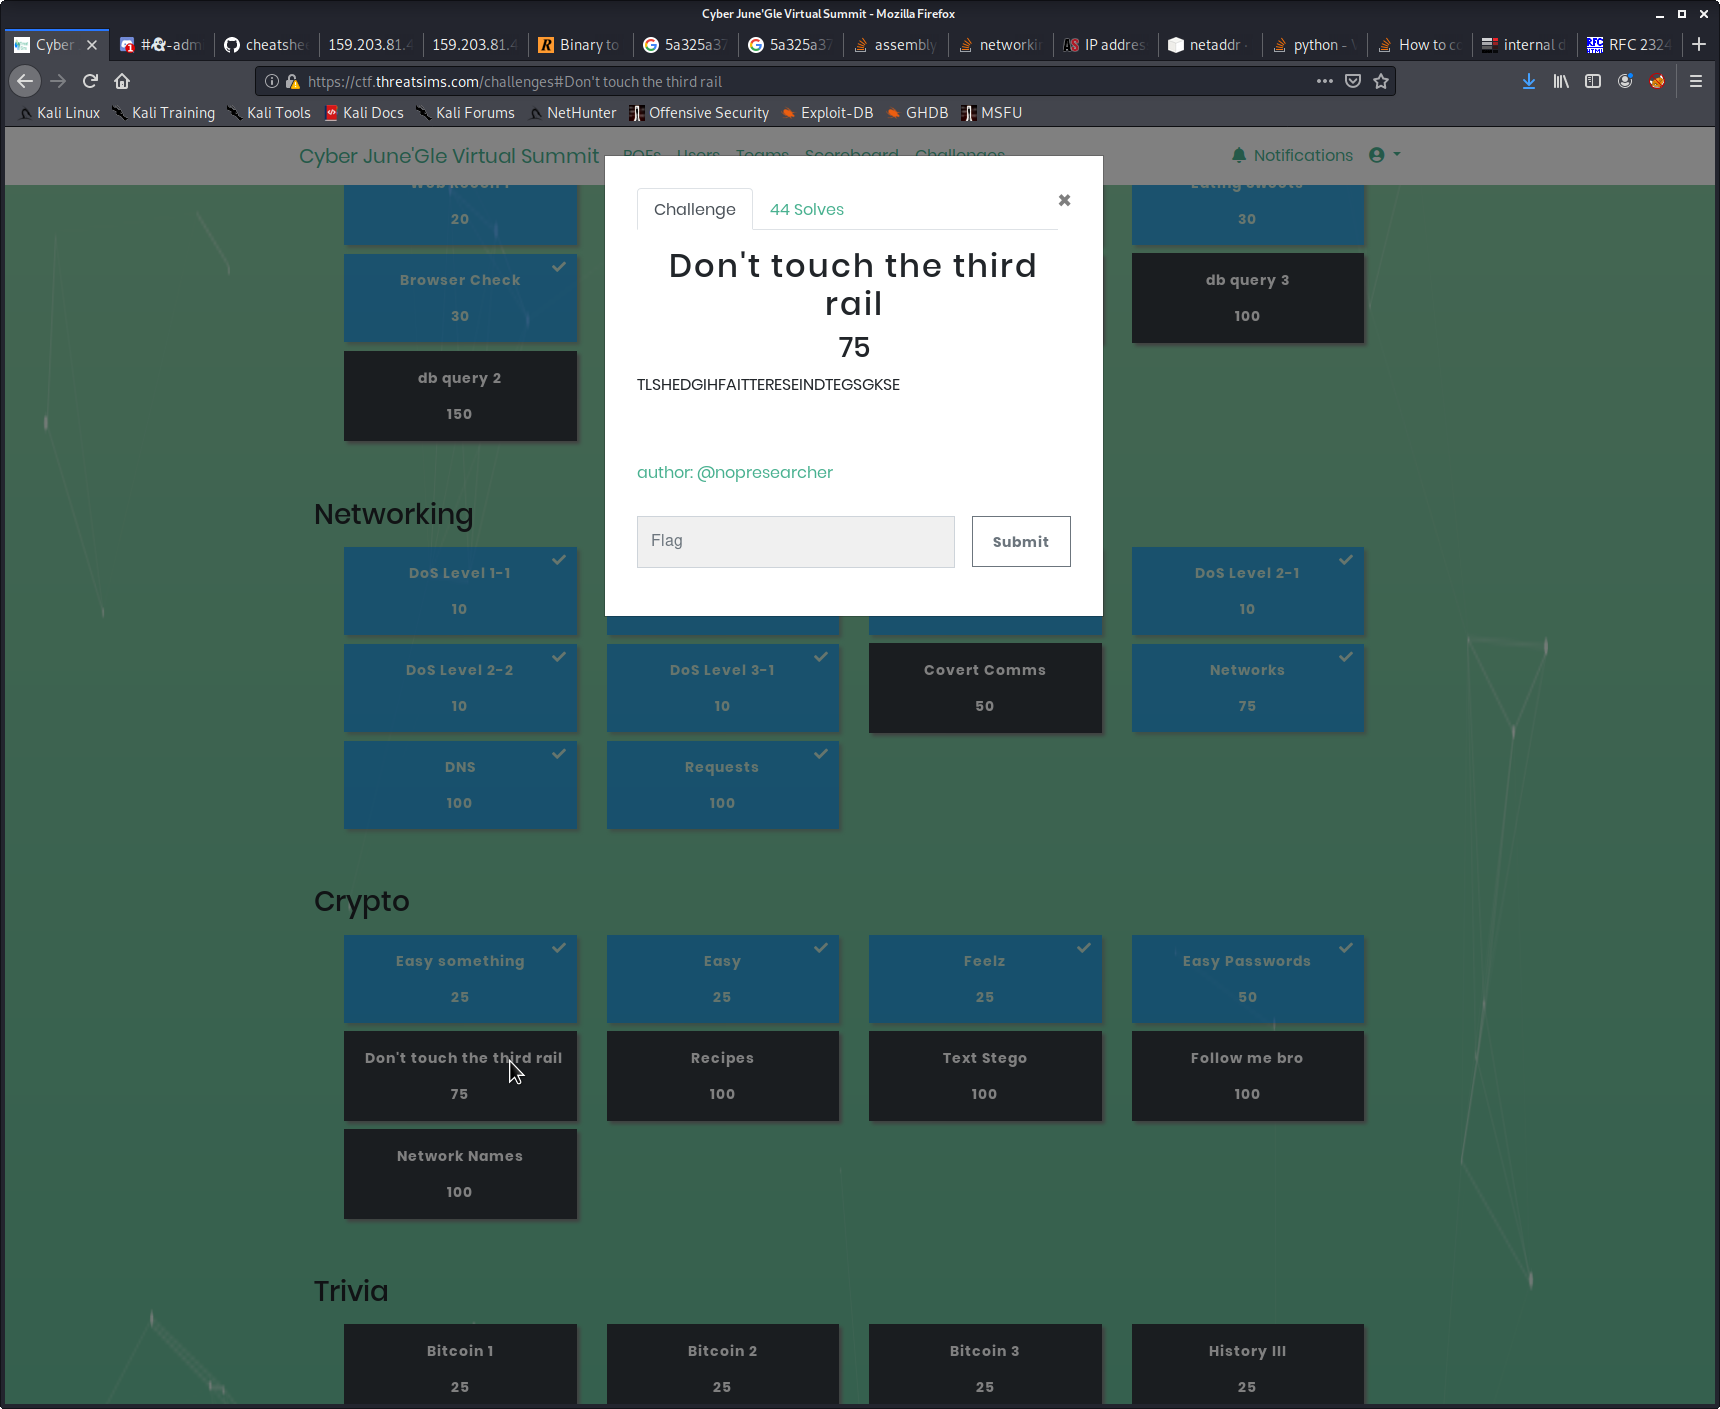 Cyber June'Gle Virtual Summit - Mozilla Firefox
Cyber
#
-adm
cheatshe
159.203.81.4
159.203.81.4
Binary to
5a325a37
5a325a37
assembly
networki
IP addres
netaddr
python -
How to c
internal d
RFC 2324
https://ctf.threatsims.com/challenges#Don't touch the third rail
Kali Linux
Kali Training
Kali Tools
Kali Docs
Kali Forums
NetHunter
Offensive Security
Exploit-DB
GHDB
MSFU
Cyber June'Gle Virtual Summit
Users Teams Scoreboard Challenges
Notifications
Challenge
44 Solves
×
Don't touch the third
rail
75
TLSHEDGIHFAITTERESEINDTEGSGKSE
author: @nopresearcher
Flag
Submit
20
Eating sweets
30
Browser Check
30
db query 3
100
db query 2
150
Networking
DoS Level 1-1
10
DoS Level 2-1
10
DoS Level 2-2
10
DoS Level 3-1
10
Covert Comms
50
Networks
75
DNS
100
Requests
100
Crypto
Easy something
25
Easy
25
Feelz
25
Easy Passwords
50
Don't touch the third rail
75
Recipes
100
Text Stego
100
Follow me bro
100
Network Names
100
Trivia
Bitcoin 1
25
Bitcoin 2
25
Bitcoin 3
25
History III
25